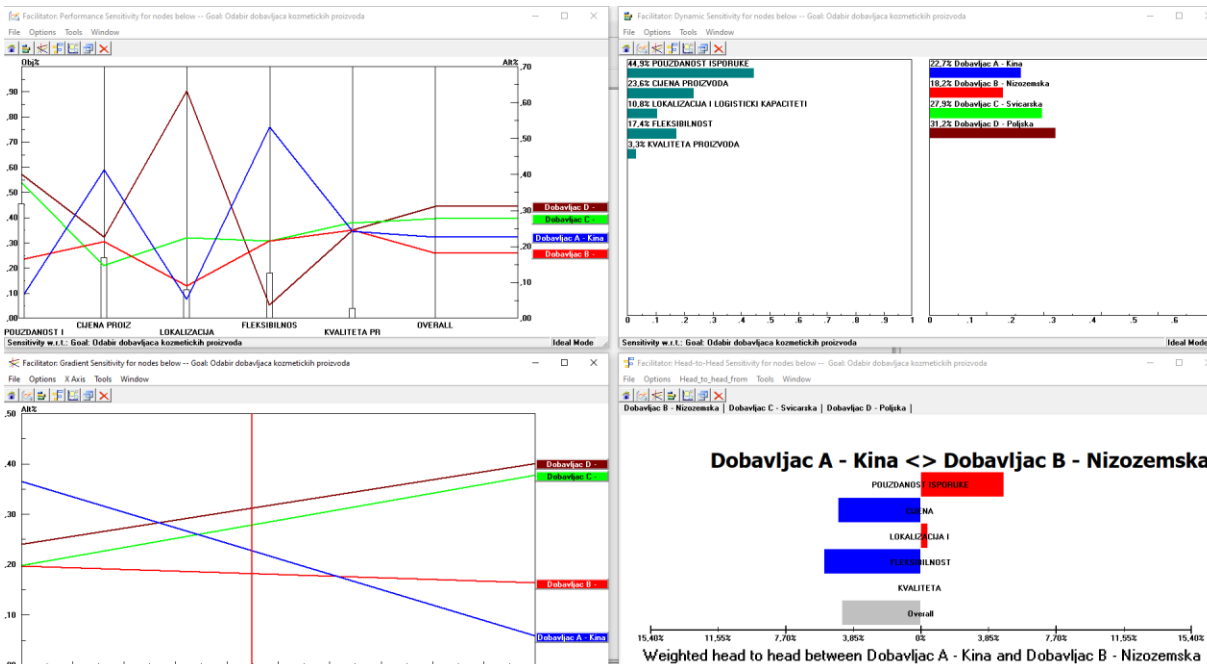 Facilitator: Performance Sensitivity for nodes below -- Goal: Odabir dobavljaca kozmetickih proizvoda
File Options Tools Window
Obj% Alt%
,70
,90
,80
,60
,70
,50
,60
,40
,50
,40
,30
,30
,20
,20
,10
,10
,00 ,00
Dobavljac D -
Dobavljac C -
Dobavljac A - Kina
Dobavljac B -
POUZDANOST I CIJENA PROIZ LOKALIZACIJA FLEKSIBILNOS KVALITETA PR OVERALL
Sensitivity w.r.t.: Goal: Odabir dobavljaca kozmetickih proizvoda Ideal Mode
Facilitator: Dynamic Sensitivity for nodes below -- Goal: Odabir dobavljaca kozmetickih proizvoda
File Options Tools Window
44,9% POUZDANOST ISPORUKE
23,6% CIJENA PROIZVODA
10,8% LOKALIZACIJA I LOGISTICKI KAPACITETI
17,4% FLEKSIBILNOST
3,3% KVALITETA PROIZVODA
0 .1 .2 .3 .4 .5 .6 .7 .8 .9 1
22,7% Dobavljac A - Kina
18,2% Dobavljac B - Nizozemska
27,9% Dobavljac C - Svicarska
31,2% Dobavljac D - Poljska
0 .1 .2 .3 .4 .5 .6
Sensitivity w.r.t.: Goal: Odabir dobavljaca kozmetickih proizvoda Ideal Mode
Facilitator: Gradient Sensitivity for nodes below -- Goal: Odabir dobavljaca kozmetickih proizvoda
File Options X Axis Tools Window
,50 Alt%
,40
,30
,20
,10
Dobavljac D -
Dobavljac C -
Dobavljac B -
Dobavljac A - Kina
Facilitator: Head-to-Head Sensitivity for nodes below -- Goal: Odabir dobavljaca kozmetickih proizvoda
File Options Head_to_head_from Tools Window
Dobavljac B - Nizozemska | Dobavljac C - Svicarska | Dobavljac D - Poljska |
Dobavljac A - Kina <> Dobavljac B - Nizozemska
POUZDANOST ISPORUKE
CIJENA
LOKALIZACIJA I
FLEKSIBILNOST
KVALITETA
Overall
15,40% 11,55% 7,70% 3,85% 0% 3,85% 7,70% 11,55% 15,40%
Weighted head to head between Dobavljac A - Kina and Dobavljac B - Nizozemska